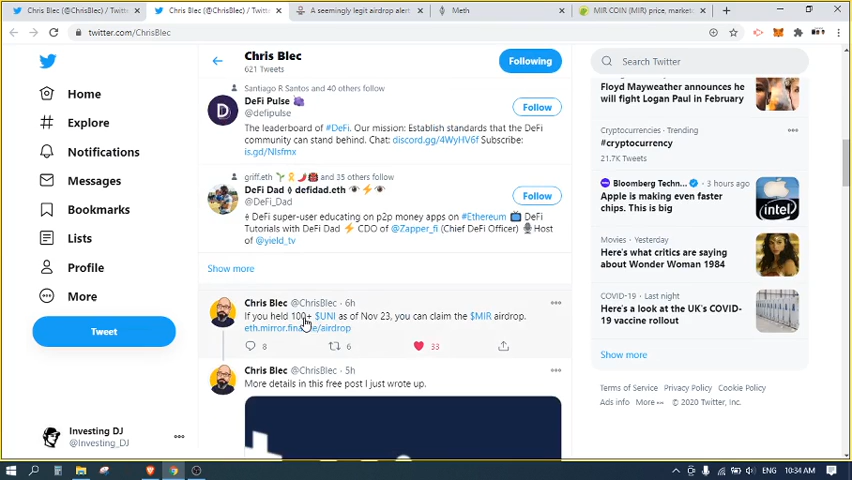 Chris Blec (@ChrisBlec) / Twitt
Chris Blec (@ChrisBlec) / Twitt
A seemingly legit airdrop alert
Meth
MIR COIN (MIR) price, market
twitter.com/ChrisBlec
Chris Blec
621 Tweets
Following
Search Twitter
Home
Explore
Notifications
Messages
Bookmarks
Lists
Profile
More
Tweet
Investing DJ
@Investing_DJ
Santiago R Santos and 40 others follow
DeFi Pulse
@defipulse
Follow
The leaderboard of #DeFi. Our mission: Establish standards that the DeFi
community can stand behind. Chat: discord.gg/4WyHV6f Subscribe:
is.gd/NIsfmx
griff.eth and 35 others follow
DeFi Dad ⧫ defidad.eth
@DeFi_Dad
Follow
DeFi super-user educating on p2p money apps on #Ethereum DeFi
Tutorials with DeFi Dad CDO of @Zapper_fi (Chief DeFi Officer) Host
of @yield_tv
Show more
Chris Blec @ChrisBlec · 6h
If you held 100+ $UNI as of Nov 23, you can claim the $MIR airdrop.
eth.mirror.finance/airdrop
8
6
33
Chris Blec @ChrisBlec · 5h
More details in this free post I just wrote up.
Floyd Mayweather announces he
will fight Logan Paul in February
Cryptocurrencies · Trending
#cryptocurrency
21.7K Tweets
Bloomberg Techn... · 3 hours ago
Apple is making even faster
chips. This is big
intel
Movies · Yesterday
Here's what critics are saying
about Wonder Woman 1984
COVID-19 · Last night
Here's a look at the UK's COVID-
19 vaccine rollout
Show more
Terms of Service Privacy Policy Cookie Policy
Ads info More © 2020 Twitter, Inc.
ENG 10:34 AM